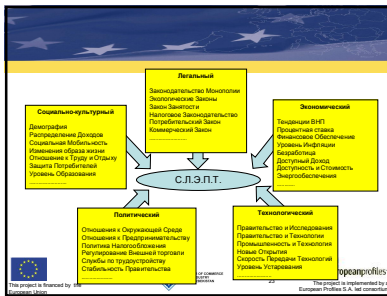 Легальный
Законодательство Монополии
Экологические Законы
Закон Занятости
Налоговое Законодательство
Потребительский Закон
Коммерческий Закон
.....................
Социально-культурный
Демография
Распределение Доходов
Социальная Мобильность
Изменения образа жизни
Отношение к Труду и Отдыху
Защита Потребителей
Уровень Образования
.....................
Экономический
Тенденции ВНП
Процентная ставка
Финансовое Обеспечение
Уровень Инфляции
Безработица
Доступный Доход
Доступность и Стоимость
Энергообеспечения
............
С.Л.Э.П.Т.
Политический
Отношения к Окружающей Среде
Отношения к Предпринимательству
Политика Налогообложения
Регулирование Внешней торговли
Службы по трудоустройству
Стабильность Правительства
.....................
Технологический
Правительство и Исследования
Правительство и Технологии
Промышленность и Технология
Новые Открытия
Скорость Передачи Технологий
Уровень Устаревания
.....................
OF COMMERCE
europeanprofiles
This project is financed by the
European Union
The project is implemented by
European Profiles S.A. led consortium